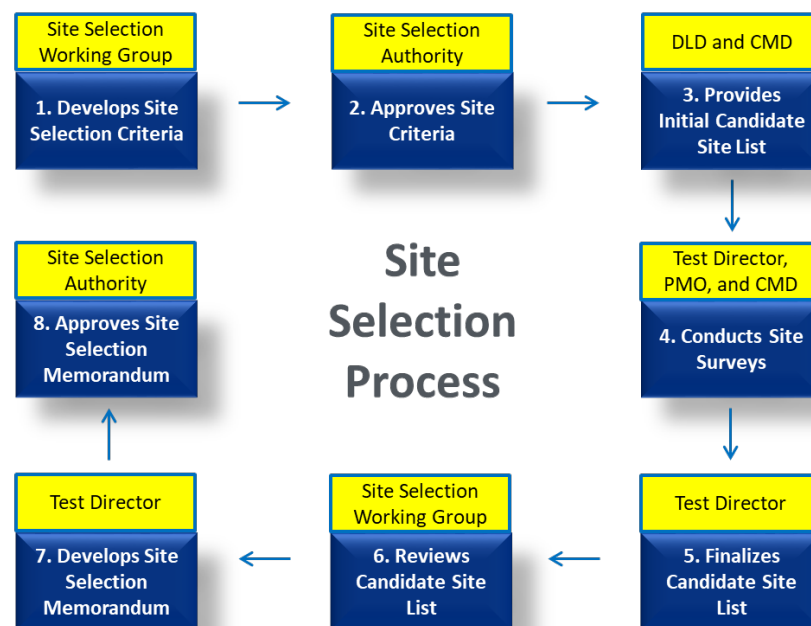 Site Selection
Working Group
1. Develops Site
Selection Criteria
Site Selection
Authority
2. Approves Site
Criteria
DLD and CMD
3. Provides
Initial Candidate
Site List
Site
Selection
Process
Test Director,
PMO, and CMD
4. Conducts Site
Surveys
Test Director
5. Finalizes
Candidate Site
List
Site Selection
Working Group
6. Reviews
Candidate Site
List
Test Director
7. Develops Site
Selection
Memorandum
Site Selection
Authority
8. Approves Site
Selection
Memorandum